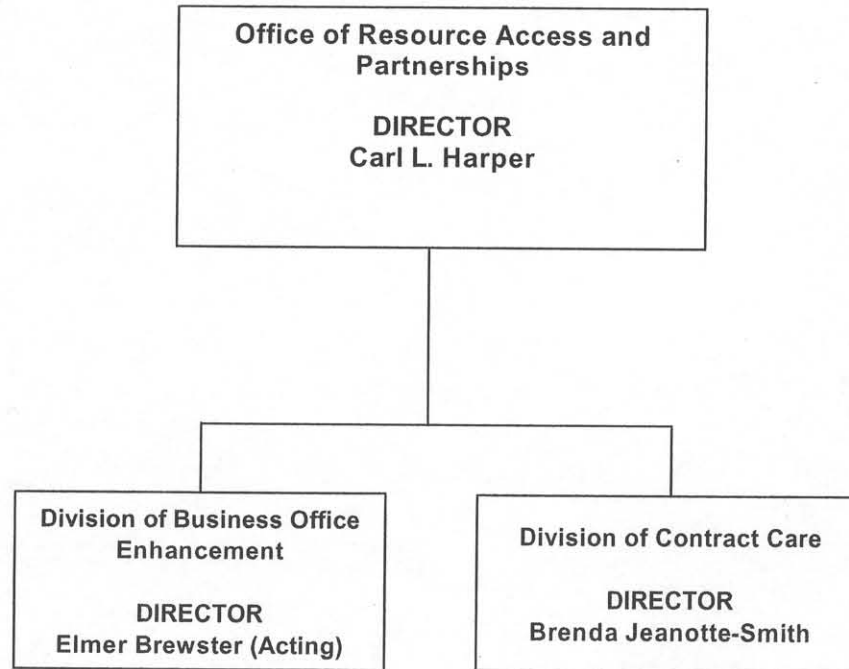 Office of Resource Access and
Partnerships
DIRECTOR
Carl L. Harper
Division of Business Office
Enhancement
DIRECTOR
Elmer Brewster (Acting)
Division of Contract Care
DIRECTOR
Brenda Jeanotte-Smith